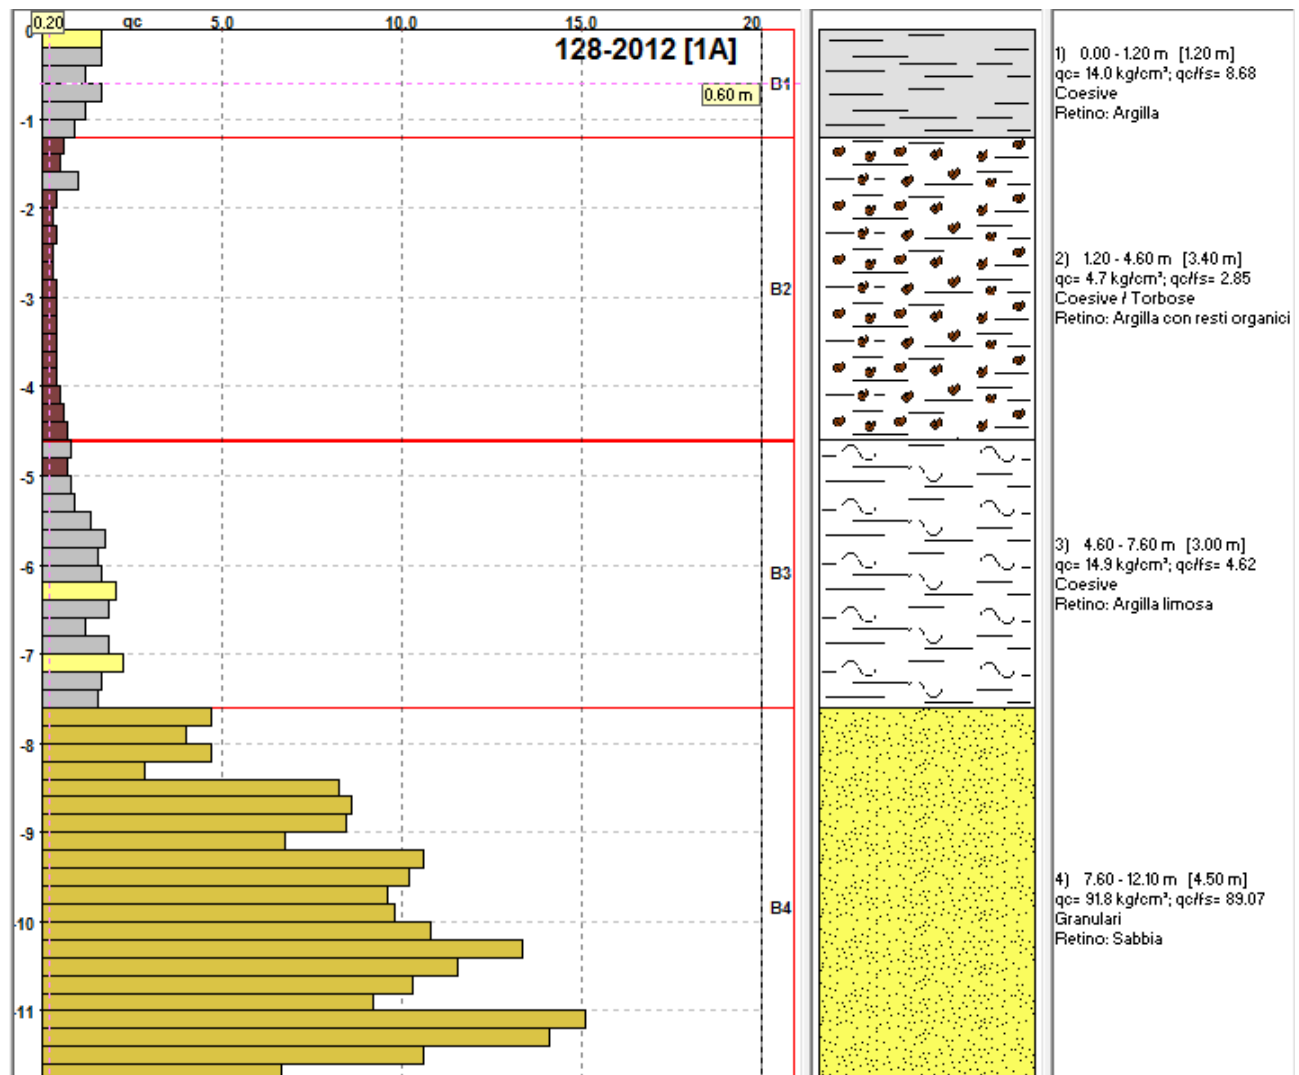 0.20 qc 5.0 10.0 15.0 20
0
128-2012 [1A]
B1
0.60 m
-1
-2
B2
-3
-4
-5
B3
-6
-7
-8
-9
B4
-10
-11
1) 0.00 - 1.20 m [1.20 m]
qc= 14.0 kg/cm²; qc/fs= 8.68
Coesive
Retino: Argilla
2) 1.20 - 4.60 m [3.40 m]
qc= 4.7 kg/cm²; qc/fs= 2.85
Coesive / Torbose
Retino: Argilla con resti organici
3) 4.60 - 7.60 m [3.00 m]
qc= 14.9 kg/cm²; qc/fs= 4.62
Coesive
Retino: Argilla limosa
4) 7.60 - 12.10 m [4.50 m]
qc= 91.8 kg/cm²; qc/fs= 89.07
Granulari
Retino: Sabbia